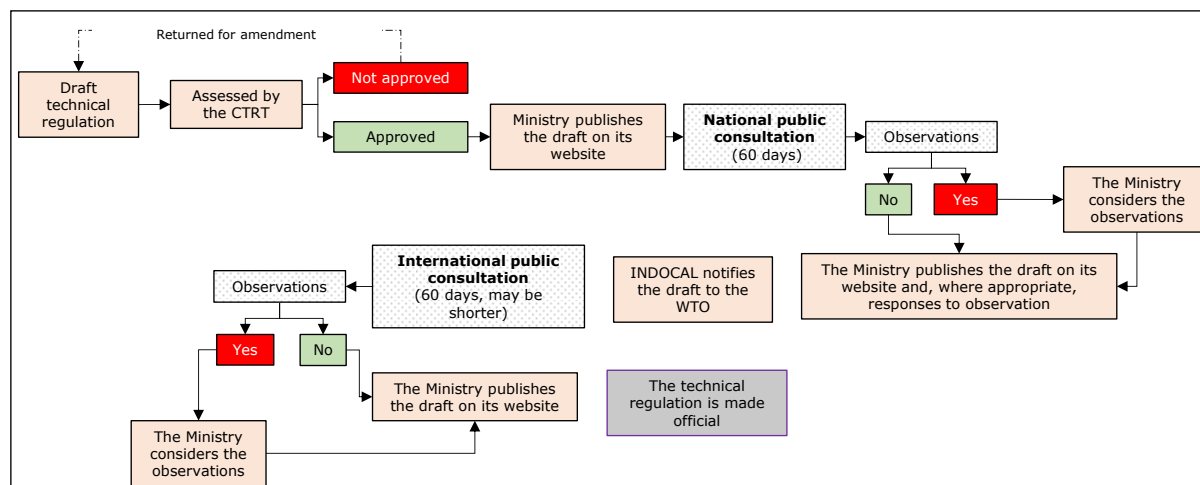 Returned for amendment
Draft
technical
regulation
Assessed by
the CTRT
Not approved
Approved
Ministry publishes
the draft on its
website
National public
consultation
(60 days)
Observations
No
Yes
The Ministry
considers the
observations
The Ministry publishes the draft on its
website and, where appropriate,
responses to observation
INDOCAL notifies
the draft to the
WTO
International public
consultation
(60 days, may be
shorter)
Observations
Yes
No
The Ministry
considers the
observations
The Ministry publishes
the draft on its website
The technical
regulation is made
official